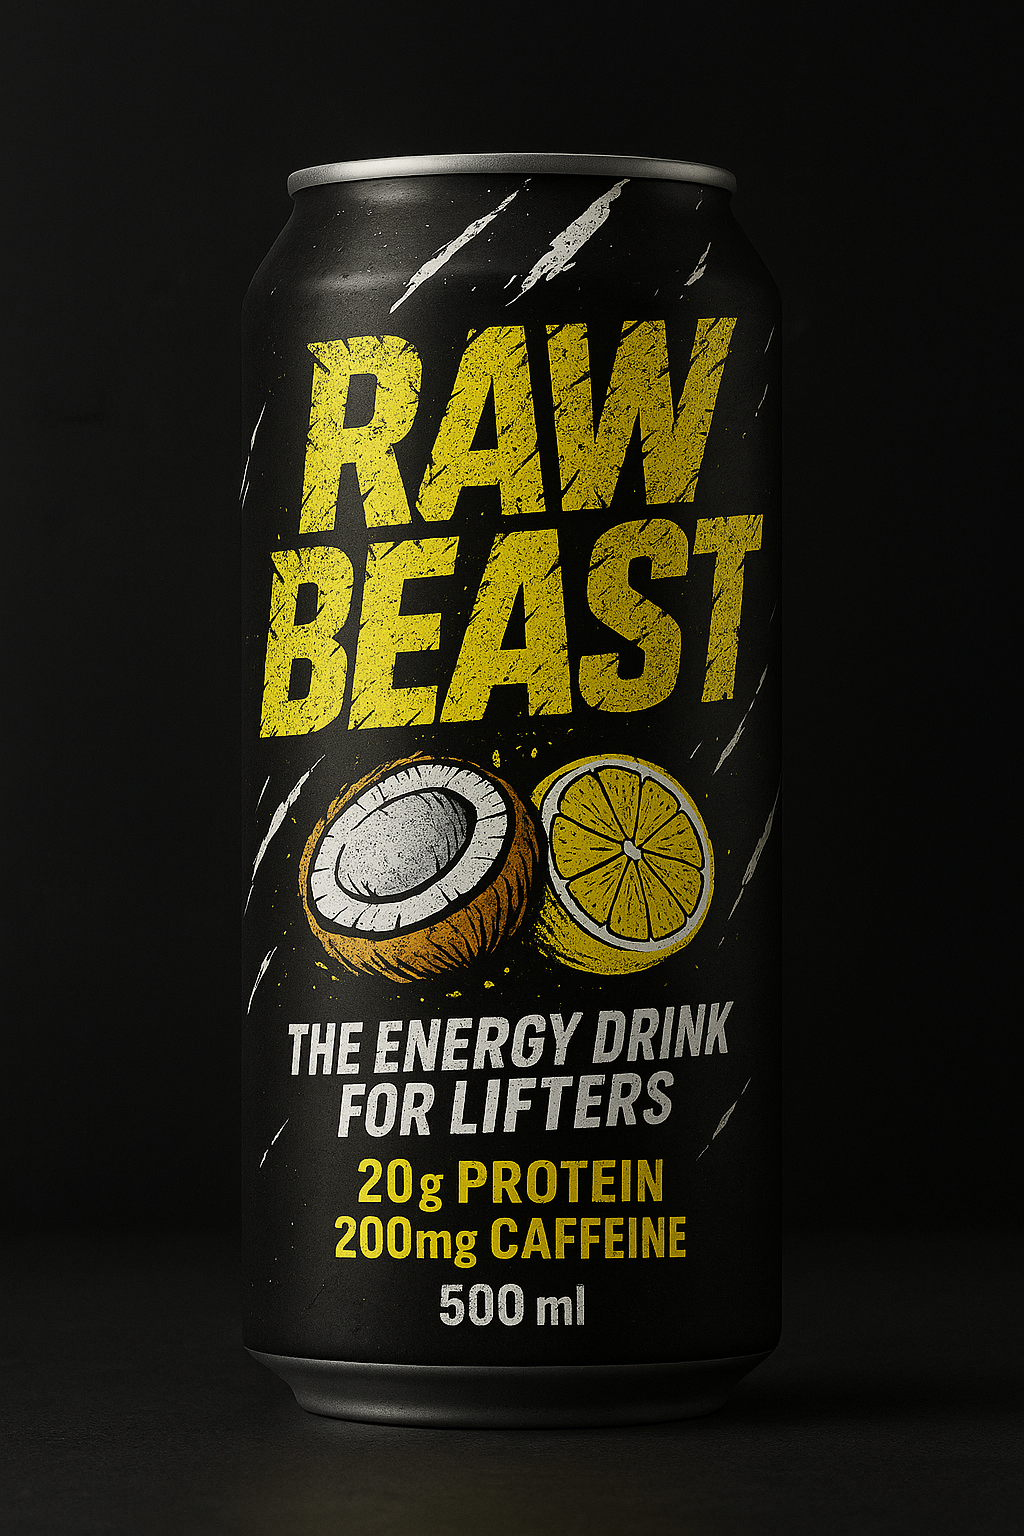 RAW
BEAST
THE ENERGY DRINK
FOR LIFTERS
20g PROTEIN
200mg CAFFEINE
500 ml